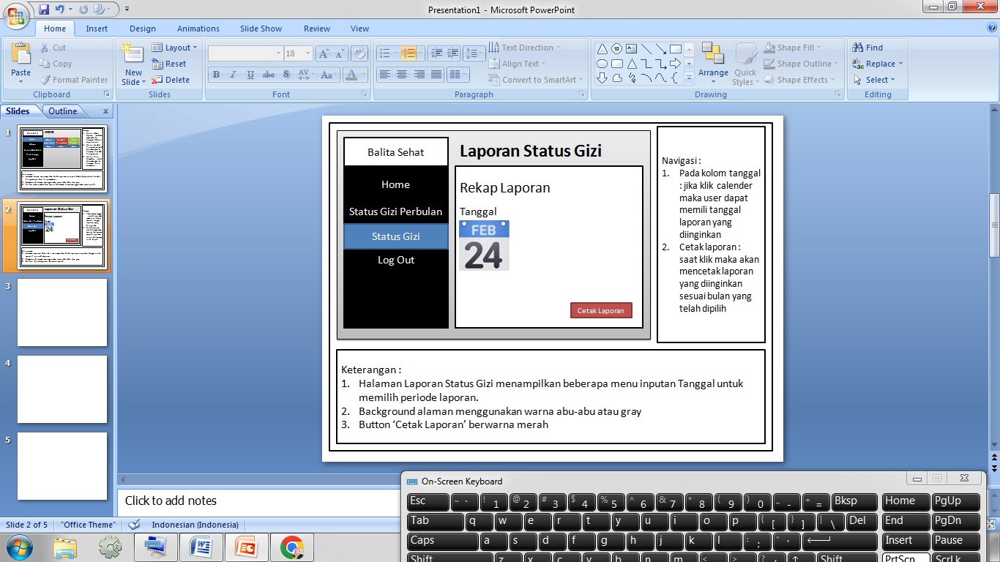 Presentation1 - Microsoft PowerPoint
Home Insert Design Animations Slide Show Review View
Paste
Cut
Copy
Format Painter
Clipboard
New Slide
Layout
Reset
Delete
Slides
18
B I U abc S AV Aa A
Font
Text Direction
Align Text
Convert to SmartArt
Paragraph
Arrange
Quick Styles
Shape Fill
Shape Outline
Shape Effects
Drawing
Find
Replace
Select
Editing
Slides Outline x
1
2
3
4
5
Balita Sehat
Home
Status Gizi Perbulan
Status Gizi
Log Out
Laporan Status Gizi
Rekap Laporan
Tanggal
FEB
24
Cetak Laporan
Navigasi :
1. Pada kolom tanggal
: jika klik calender
maka user dapat
memili tanggal
laporan yang
diinginkan
2. Cetak laporan :
saat klik maka akan
mencetak laporan
yang diinginkan
sesuai bulan yang
telah dipilih
Keterangan :
1. Halaman Laporan Status Gizi menampilkan beberapa menu inputan Tanggal untuk
memilih periode laporan.
2. Background alaman menggunakan warna abu-abu atau gray
3. Button ‘Cetak Laporan’ berwarna merah
Click to add notes
Slide 2 of 5 "Office Theme" Indonesian (Indonesia)
On-Screen Keyboard
Esc ~ ` ! 1 @ 2 # 3 $ 4 % 5 ^ 6 & 7 * 8 ( 9 ) 0 _ - + = Bksp Home PgUp
Tab q w e r t y u i o p { [ } ] | \ Del End PgDn
Caps a s d f g h j k l : ; " ' Insert Pause
Shift z x c v b n m < , > . ? / Shift PrtScn ScrLk